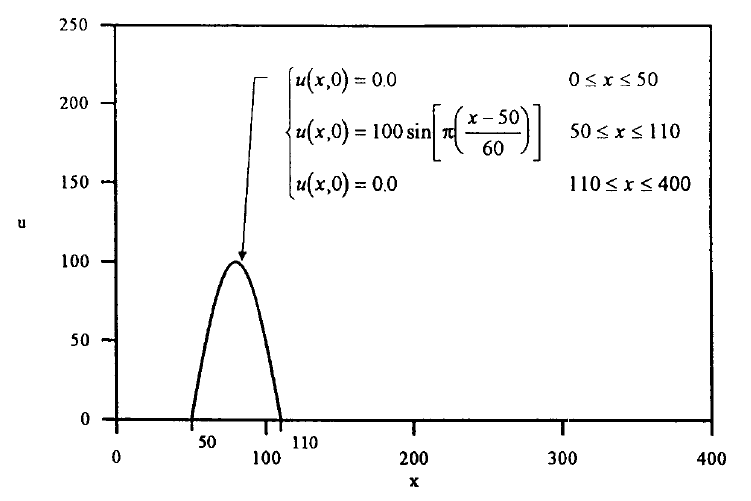 250
200
150
100
50
0
u
u(x,0) = 0.0 0 ≤ x ≤ 50
u(x,0) = 100 sin[π((x − 50)/60)] 50 ≤ x ≤ 110
u(x,0) = 0.0 110 ≤ x ≤ 400
50 110
0 100 200 300 400
x